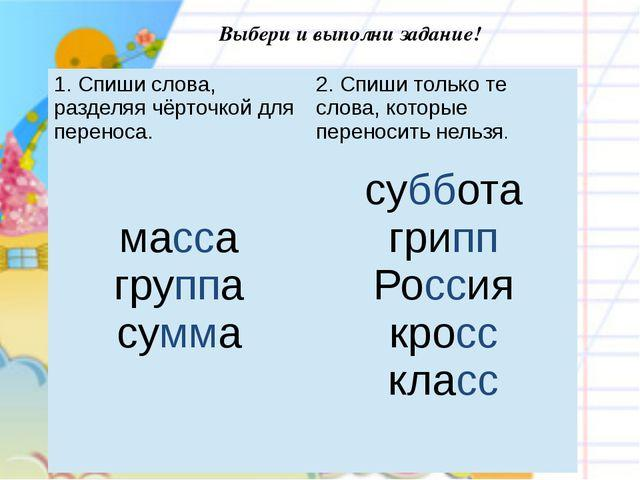 Выбери и выполни задание!
1. Спиши слова,
разделяя чёрточкой для
переноса.
масса
группа
сумма
2. Спиши только те
слова, которые
переносить нельзя.
суббота
грипп
Россия
кросс
класс